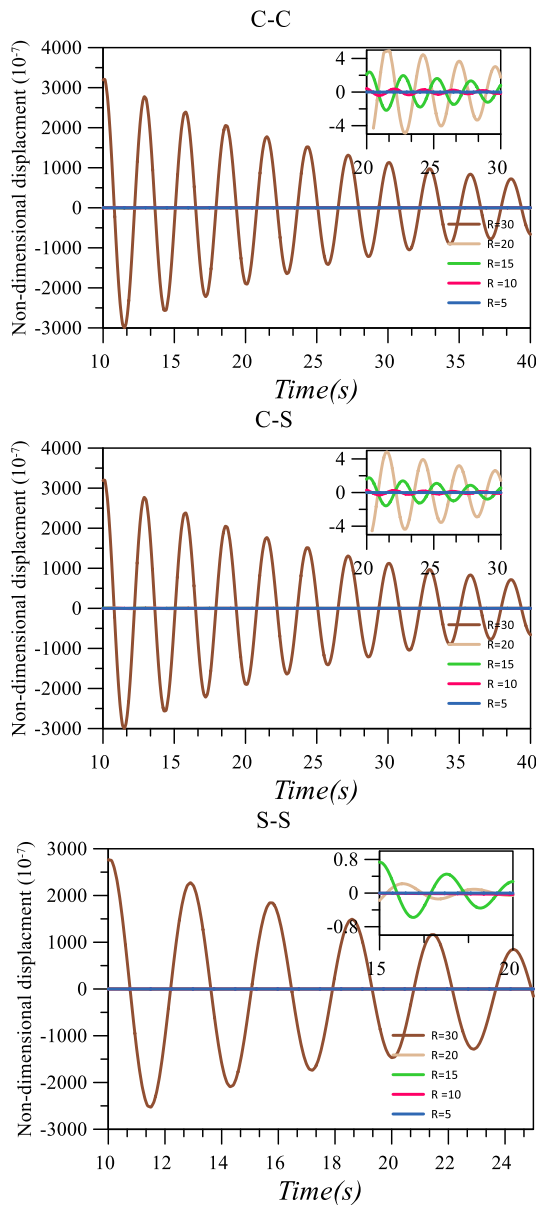 C-C
Non-dimensional displacment (10⁻⁷)
4000
3000
2000
1000
0
-1000
-2000
-3000
10 15 20 25 30 35 40
Time(s)
4
0
-4
20 25 30
R=30
R=20
R=15
R =10
R=5
C-S
Non-dimensional displacment (10⁻⁷)
4000
3000
2000
1000
0
-1000
-2000
-3000
10 15 20 25 30 35 40
Time(s)
4
0
-4
20 25 30
R=30
R=20
R=15
R =10
R=5
S-S
Non-dimensional displacment (10⁻⁷)
3000
2000
1000
0
-1000
-2000
-3000
10 12 14 16 18 20 22 24
Time(s)
0.8
0
-0.8
15 20
R=30
R=20
R=15
R =10
R=5